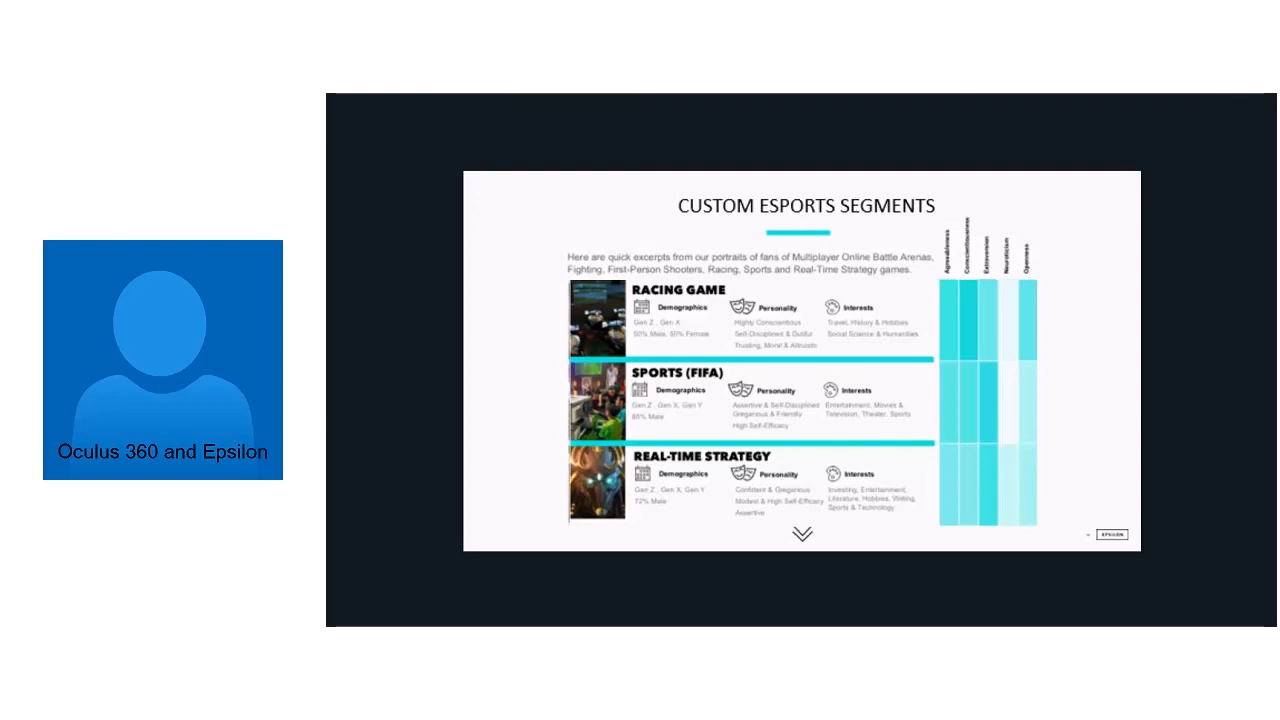 CUSTOM ESPORTS SEGMENTS
Here are quick excerpts from our portraits of fans of Multiplayer Online Battle Arenas,
Fighting, First-Person Shooters, Racing, Sports and Real-Time Strategy games.
Agreeableness
Conscientiousness
Extroversion
Neuroticism
Openness
RACING GAME
Demographics
Gen Z , Gen X
50% Male, 50% Female
Personality
Highly Conscientious
Self-Disciplined & Dutiful
Trusting, Moral & Altruistic
Interests
Travel, History & Hobbies
Social Science & Humanities
SPORTS (FIFA)
Demographics
Gen Z , Gen X, Gen Y
85% Male
Personality
Assertive & Self-Disciplined
Gregarious & Friendly
High Self-Efficacy
Interests
Entertainment, Movies &
Television, Theater, Sports
REAL-TIME STRATEGY
Demographics
Gen Z , Gen X, Gen Y
72% Male
Personality
Confident & Gregarious
Modest & High Self-Efficacy
Assertive
Interests
Investing, Entertainment,
Literature, Hobbies, Writing,
Sports & Technology
EPSILON
Oculus 360 and Epsilon